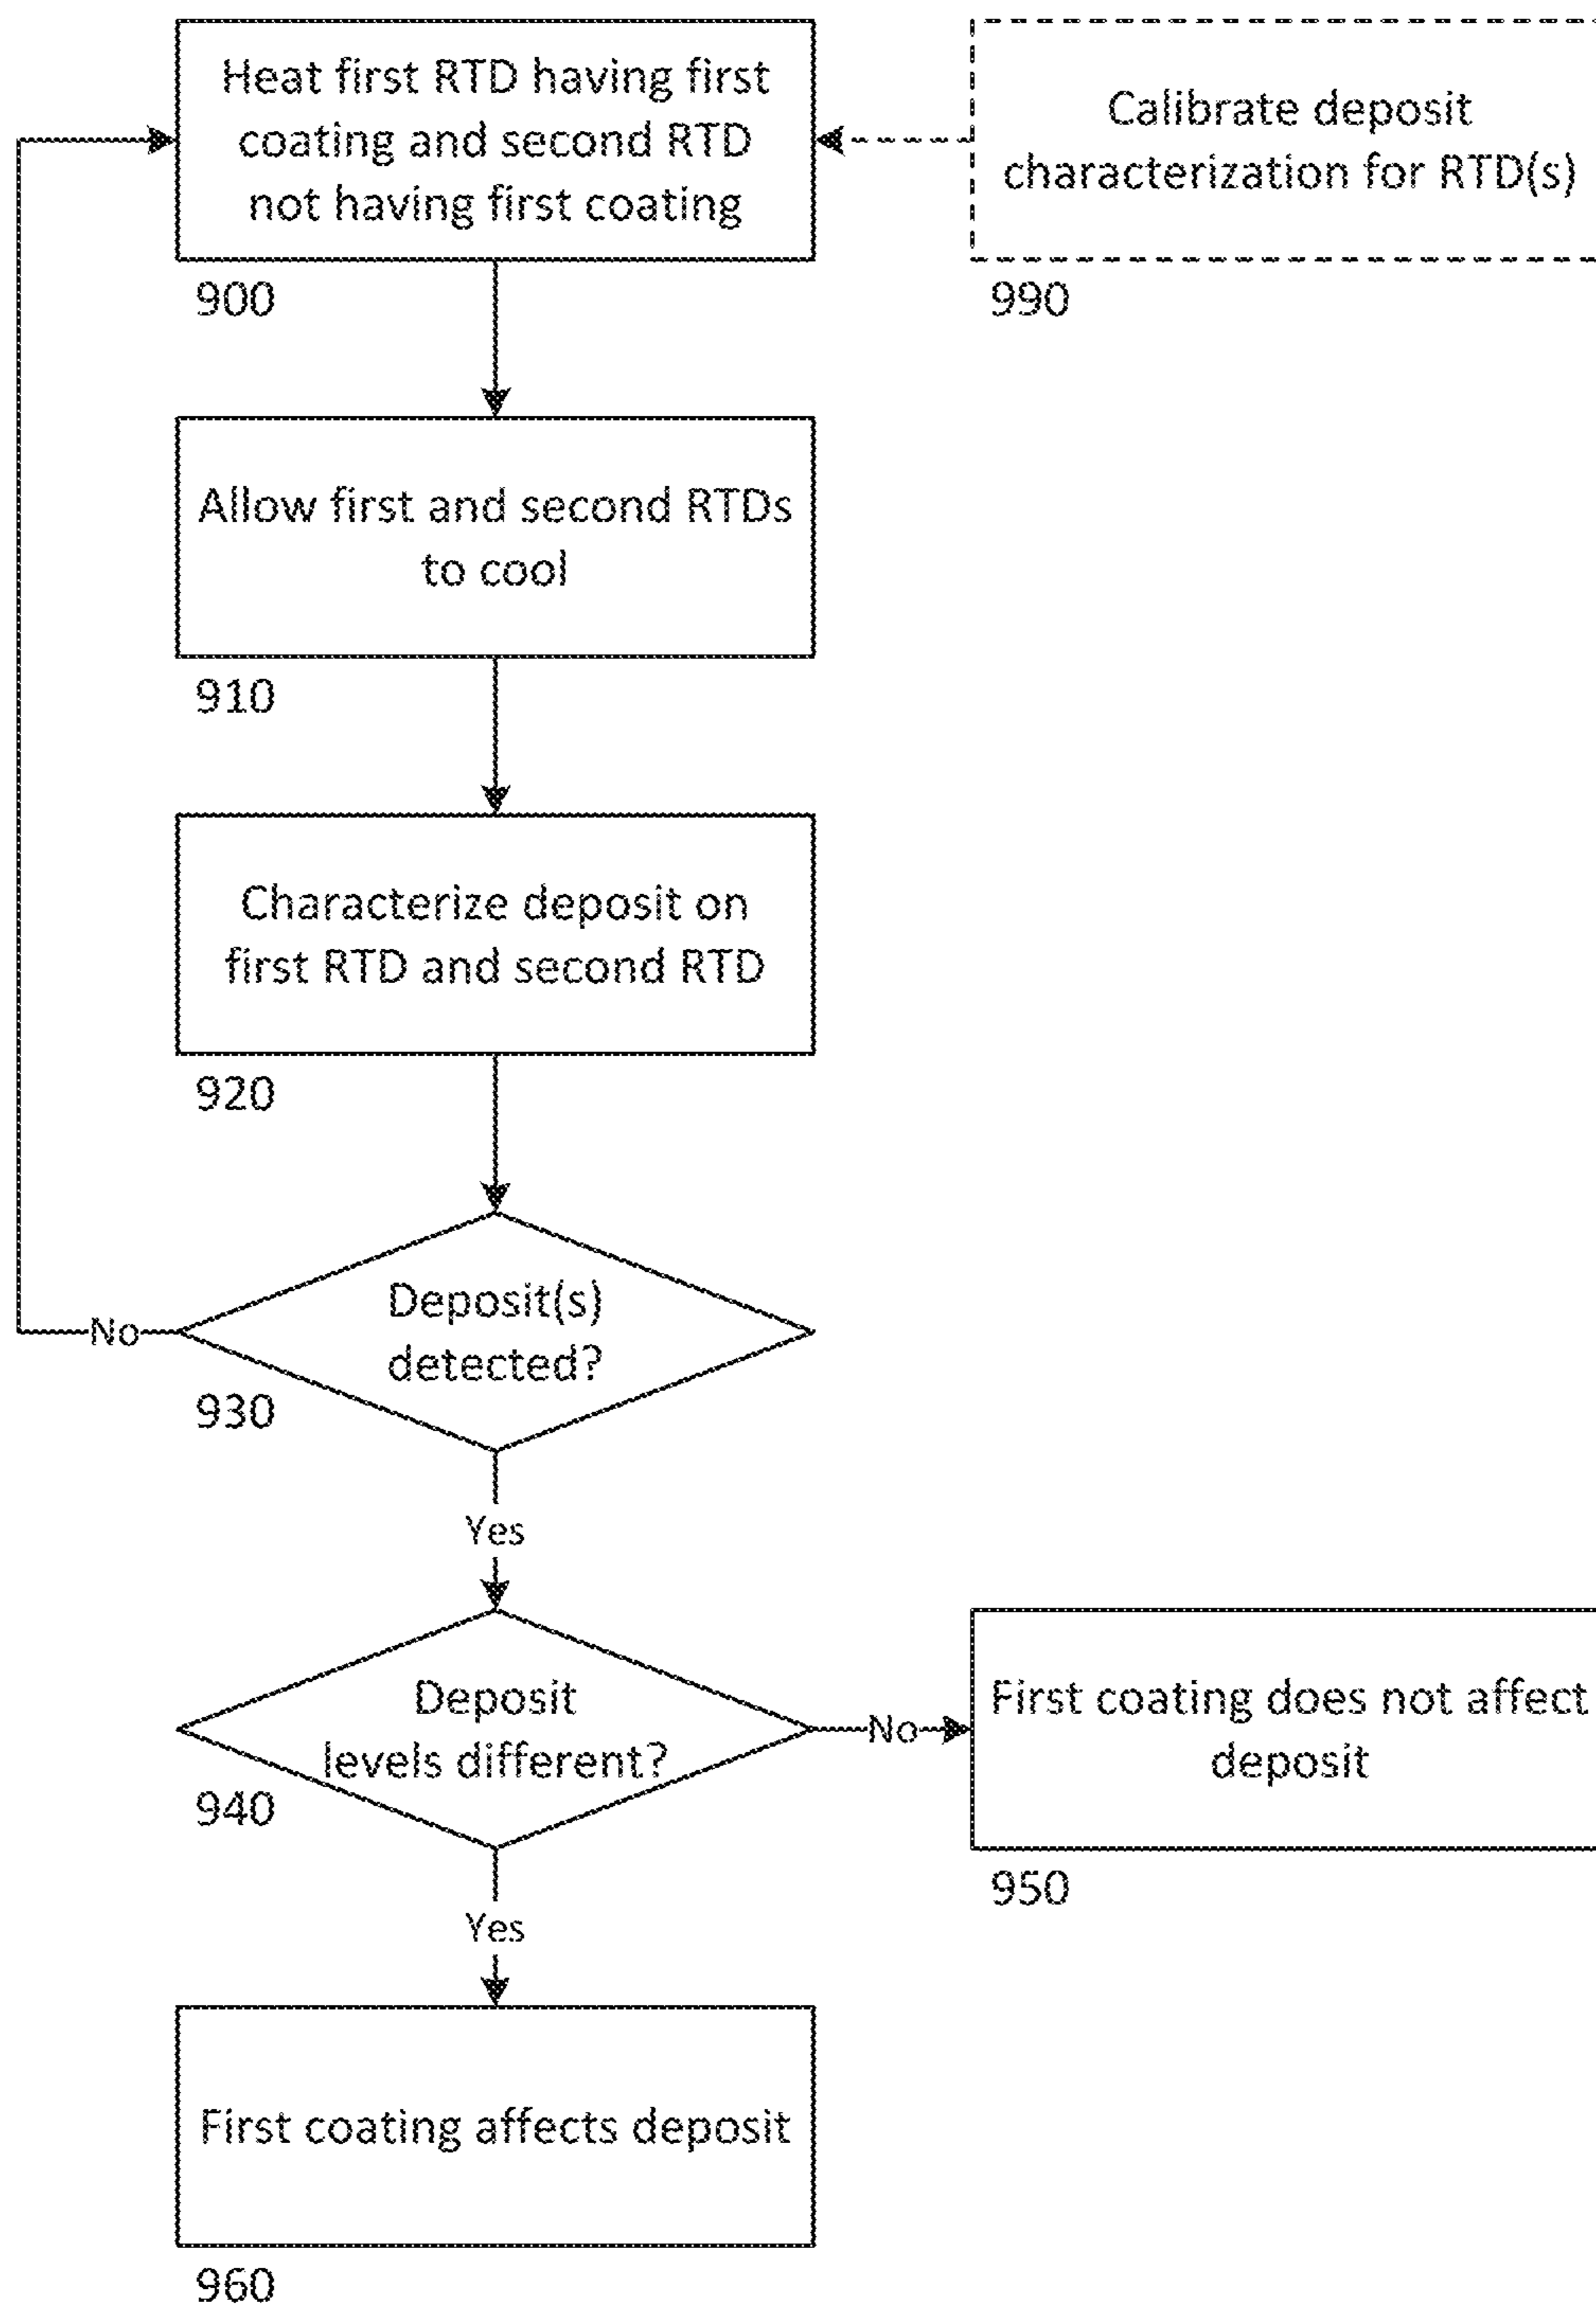 Heat first RTD having first
coating and second RTD
not having first coating
900
Calibrate deposit
characterization for RTD(s)
990
Allow first and second RTDs
to cool
910
Characterize deposit on
first RTD and second RTD
920
Deposit(s)
detected?
No
930
Yes
Deposit
levels different?
940
No
First coating does not affect
deposit
950
Yes
First coating affects deposit
960